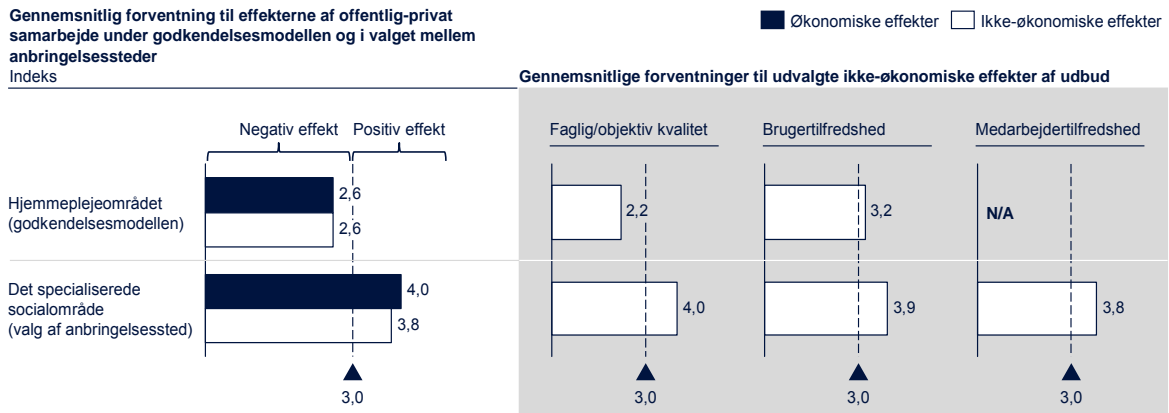 Gennemsnitlig forventning til effekterne af offentlig-privat
samarbejde under godkendelsesmodellen og i valget mellem
anbringelsessteder
Indeks
Økonomiske effekter
Ikke-økonomiske effekter
Gennemsnitlige forventninger til udvalgte ikke-økonomiske effekter af udbud
Negativ effekt
Positiv effekt
Faglig/objektiv kvalitet
Brugertilfredshed
Medarbejdertilfredshed
Hjemmeplejeområdet
(godkendelsesmodellen)
2,6
2,6
2,2
3,2
N/A
Det specialiserede
socialområde
(valg af anbringelsessted)
4,0
3,8
4,0
3,9
3,8
3,0
3,0
3,0
3,0